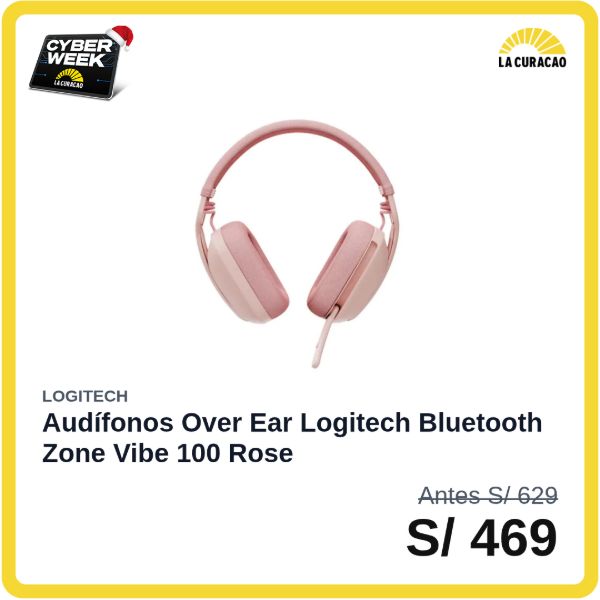 CYBER
WEEK
LA CURACAO
LA CURACAO
LOGITECH
Audífonos Over Ear Logitech Bluetooth
Zone Vibe 100 Rose
Antes S/ 629
S/ 469